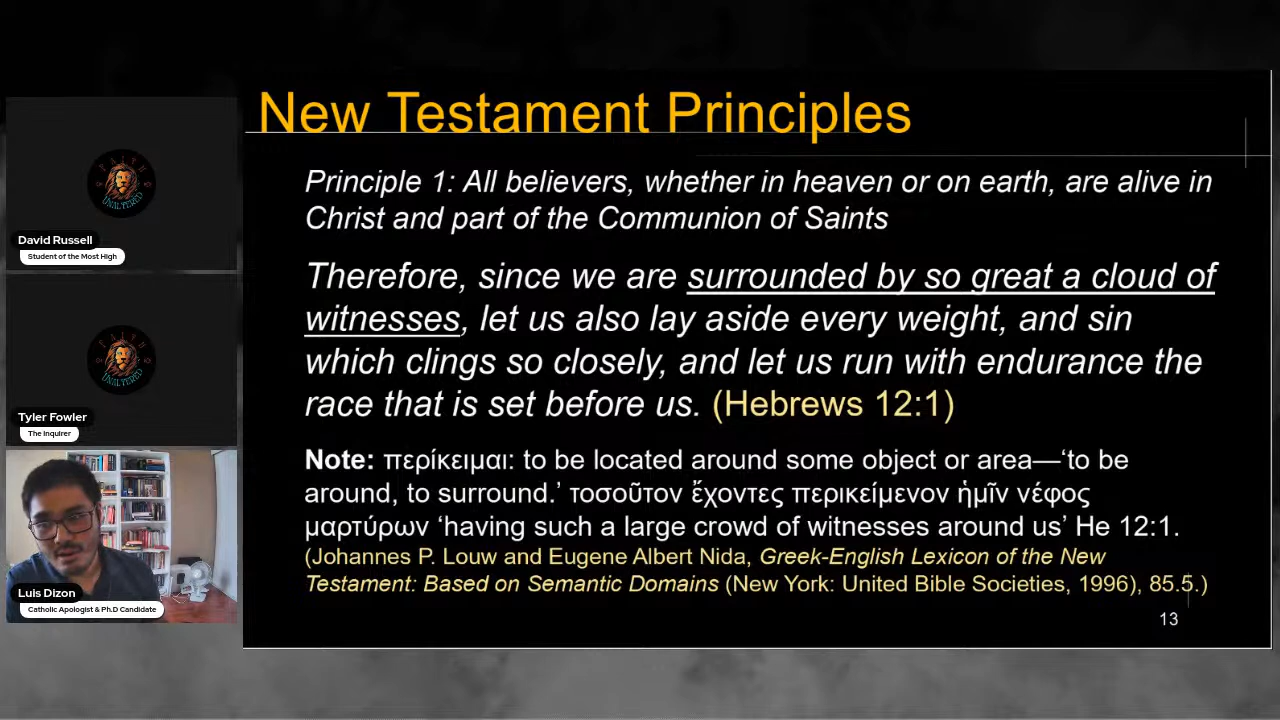 New Testament Principles
Principle 1: All believers, whether in heaven or on earth, are alive in
Christ and part of the Communion of Saints
Therefore, since we are surrounded by so great a cloud of
witnesses, let us also lay aside every weight, and sin
which clings so closely, and let us run with endurance the
race that is set before us. (Hebrews 12:1)
Note: περίκειμαι: to be located around some object or area—‘to be
around, to surround.’ τοσοῦτον ἔχοντες περικείμενον ἡμῖν νέφος
μαρτύρων ‘having such a large crowd of witnesses around us’ He 12:1.
(Johannes P. Louw and Eugene Albert Nida, Greek-English Lexicon of the New
Testament: Based on Semantic Domains (New York: United Bible Societies, 1996), 85.5.)
13
FAITH
UNALTERED
David Russell
Student of the Most High
FAITH
UNALTERED
Tyler Fowler
The Inquirer
Luis Dizon
Catholic Apologist & Ph.D Candidate